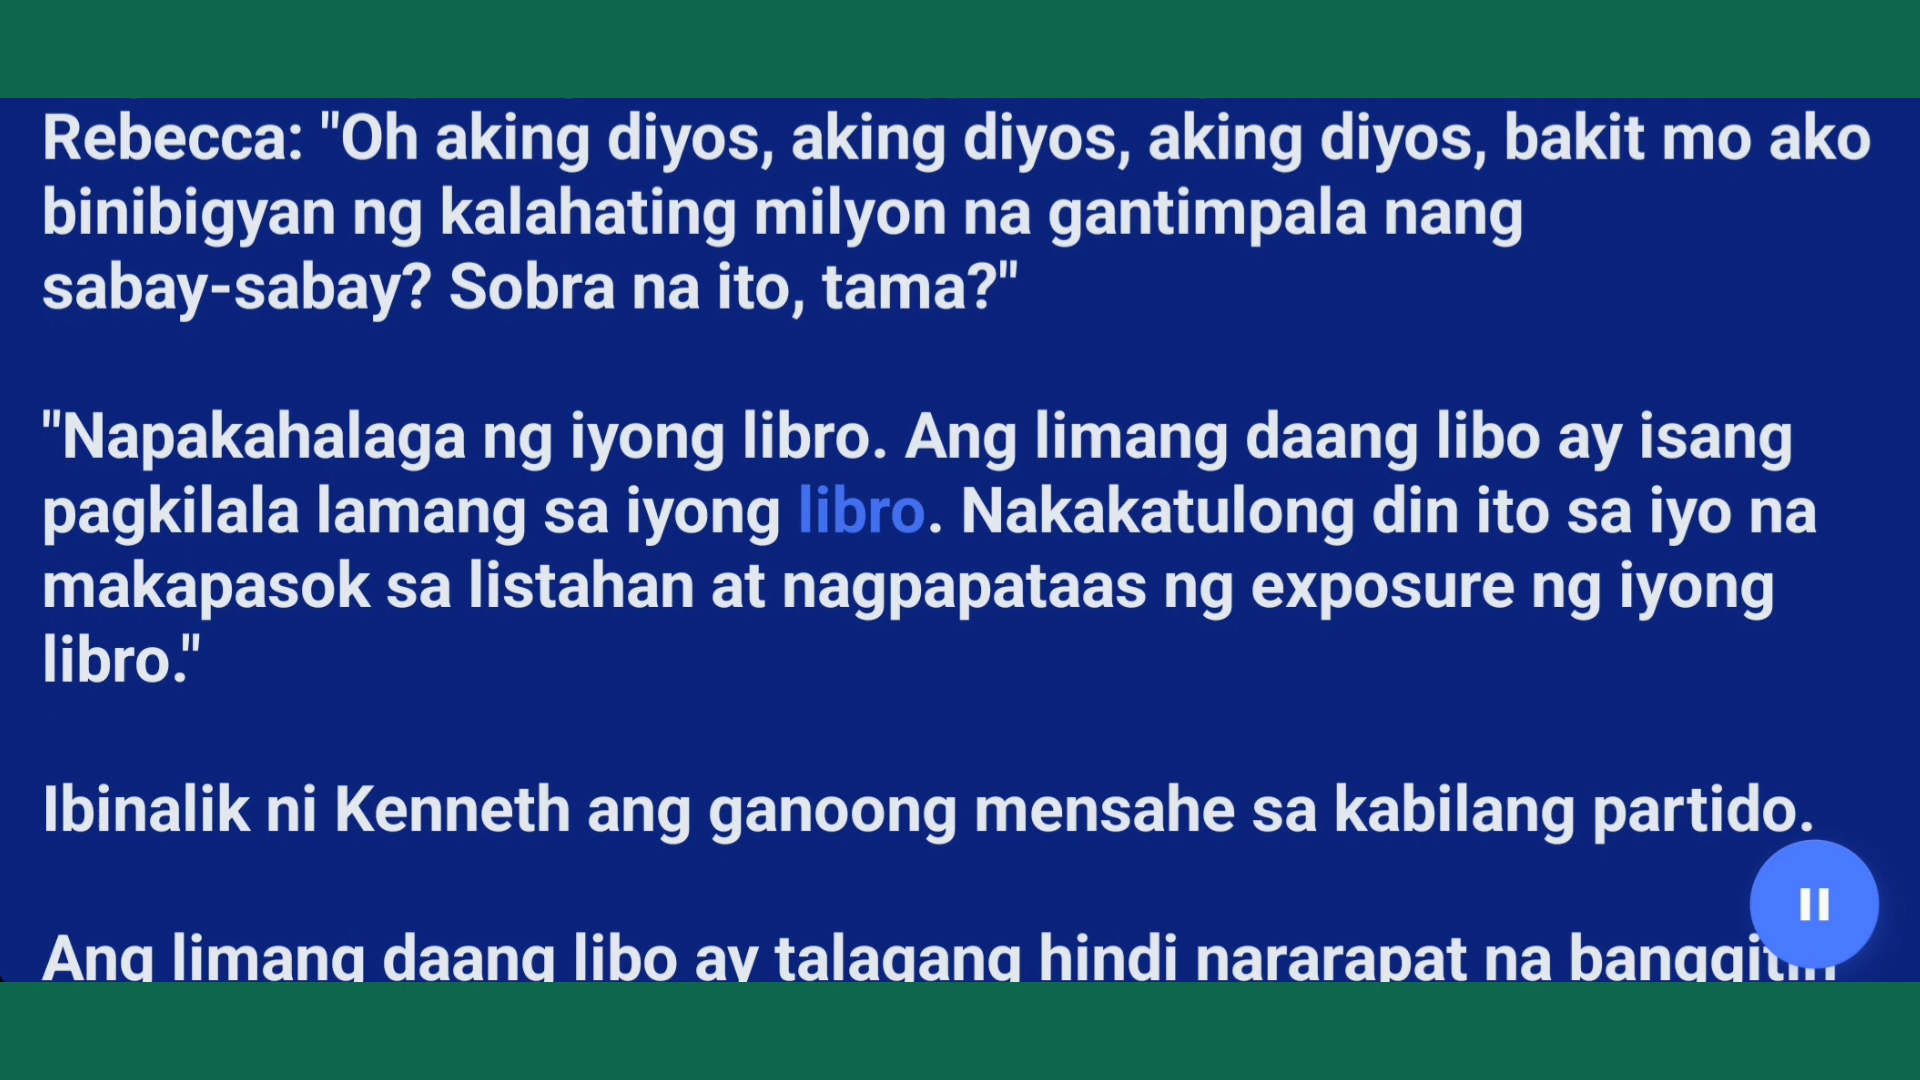 Rebecca: "Oh aking diyos, aking diyos, aking diyos, bakit mo ako
binibigyan ng kalahating milyon na gantimpala nang
sabay-sabay? Sobra na ito, tama?"
"Napakahalaga ng iyong libro. Ang limang daang libo ay isang
pagkilala lamang sa iyong libro. Nakakatulong din ito sa iyo na
makapasok sa listahan at nagpapataas ng exposure ng iyong
libro."
Ibinalik ni Kenneth ang ganoong mensahe sa kabilang partido.
Ang limang daang libo ay talagang hindi nararapat na banggitin